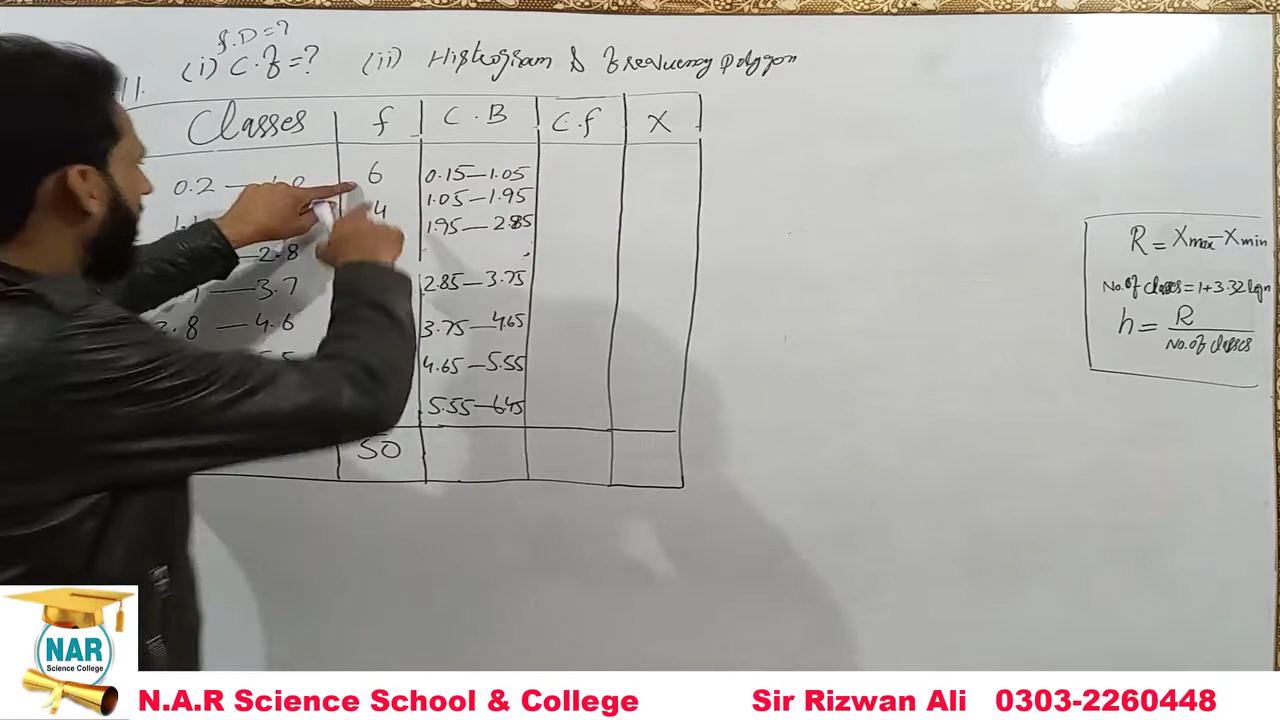 f.D=?
11. (i) C.f=? (ii) Histrogram & frequency polygon
Classes f C.B C.f X
0.2 — 6 0.15—1.05
4 1.05—1.95
1.95—2.85
—2.8
—3.7 2.85—3.75
3.8 —4.6 3.75—4.65
4.65—5.55
5.55—6.45
50
R = Xmax-Xmin
No. of classes = 1+3.32 logn
h = R
No. of classes
NAR
Science College
N.A.R Science School & College Sir Rizwan Ali 0303-2260448